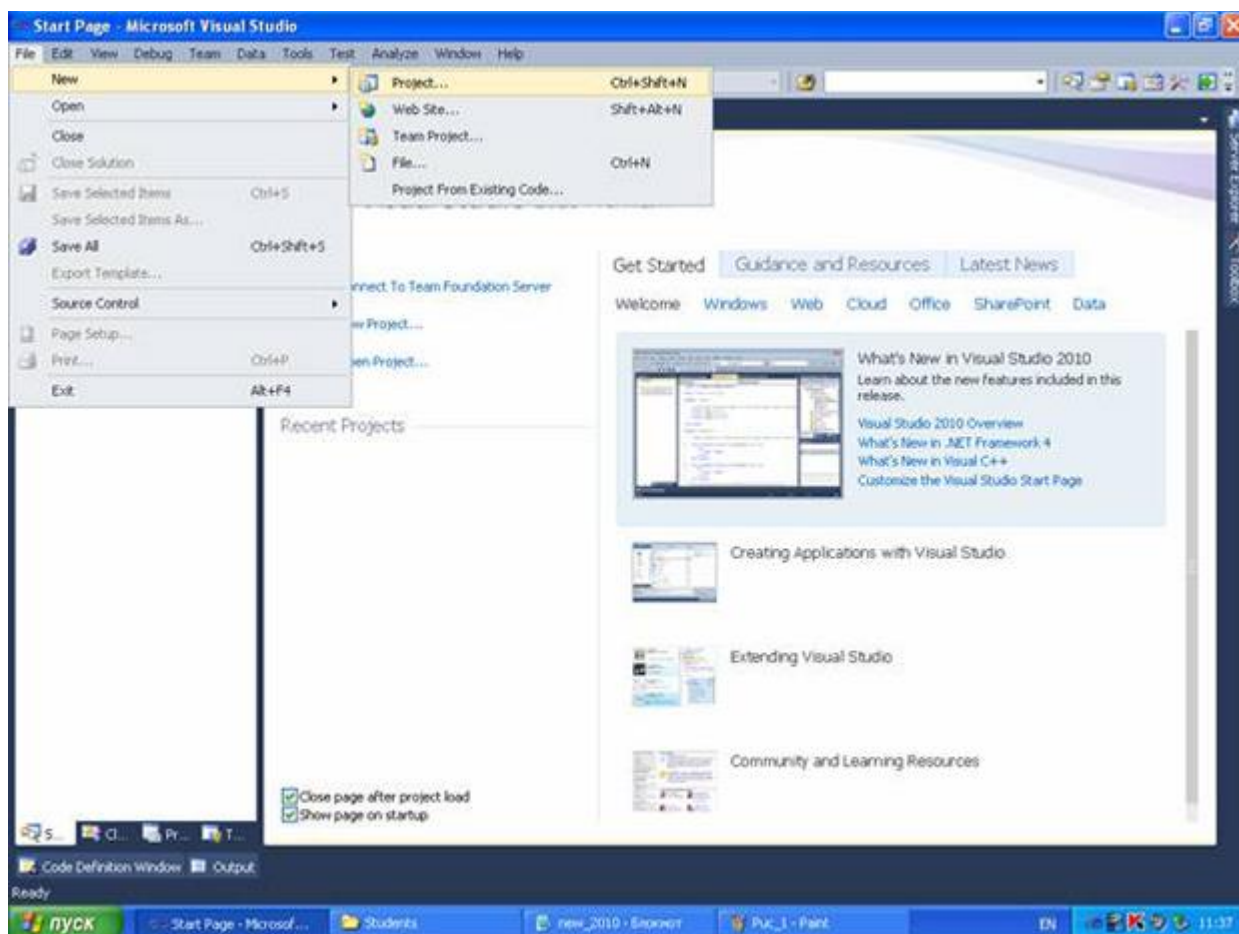 Start Page - Microsoft Visual Studio
File Edit View Debug Team Data Tools Test Analyze Window Help
New
Open
Close
Close Solution
Save Selected Items Ctrl+S
Save Selected Items As...
Save All Ctrl+Shift+S
Export Template...
Source Control
Page Setup...
Print... Ctrl+P
Exit Alt+F4
Project... Ctrl+Shift+N
Web Site... Shift+Alt+N
Team Project...
File... Ctrl+N
Project From Existing Code...
Server Explorer
Toolbox
nnect To Team Foundation Server
w Project...
en Project...
Recent Projects
Close page after project load
Show page on startup
Get Started Guidance and Resources Latest News
Welcome Windows Web Cloud Office SharePoint Data
What's New in Visual Studio 2010
Learn about the new features included in this
release.
Visual Studio 2010 Overview
What's New in .NET Framework 4
What's New in Visual C++
Customize the Visual Studio Start Page
Creating Applications with Visual Studio
Extending Visual Studio
Community and Learning Resources
S... Cl... Pr... T...
Code Definition Window Output
Ready
пуск Start Page - Microsof... Students new_2010 - Блокнот Рис_1 - Paint EN 11:37